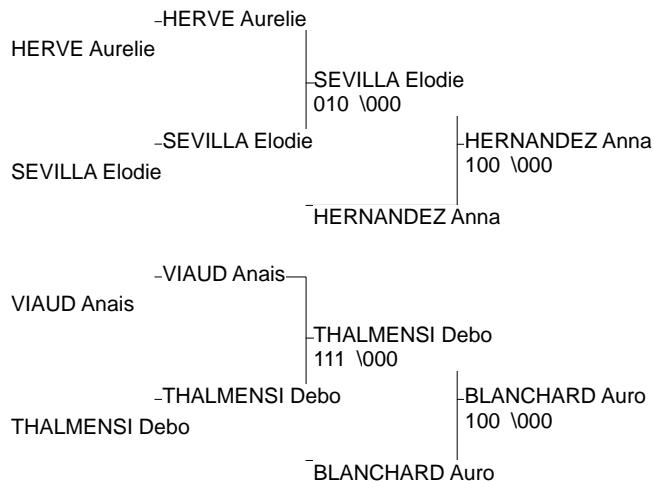 HERVE Aurelie
HERVE Aurelie
SEVILLA Elodie
010 \000
SEVILLA Elodie
HERNANDEZ Anna
100 \000
SEVILLA Elodie
HERNANDEZ Anna
VIAUD Anais
VIAUD Anais
THALMENSI Debo
111 \000
THALMENSI Debo
BLANCHARD Auro
100 \000
THALMENSI Debo
BLANCHARD Auro